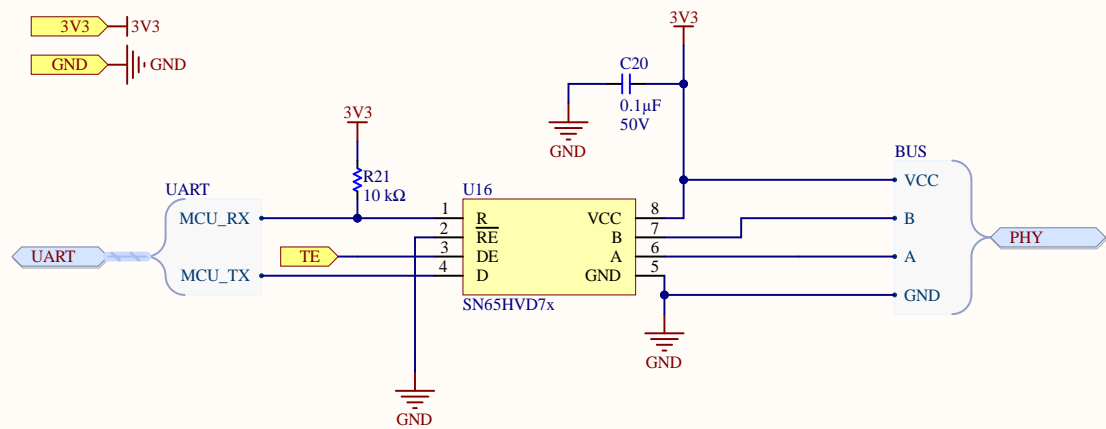 3V3 3V3
GND GND
3V3
C20
0.1µF
50V
GND
3V3
R21
10 kΩ
UART
MCU_RX
MCU_TX
UART
TE
U16
1 R VCC 8
2 RE B 7
3 DE A 6
4 D GND 5
SN65HVD7x
GND
GND
BUS
VCC
B
A
GND
PHY